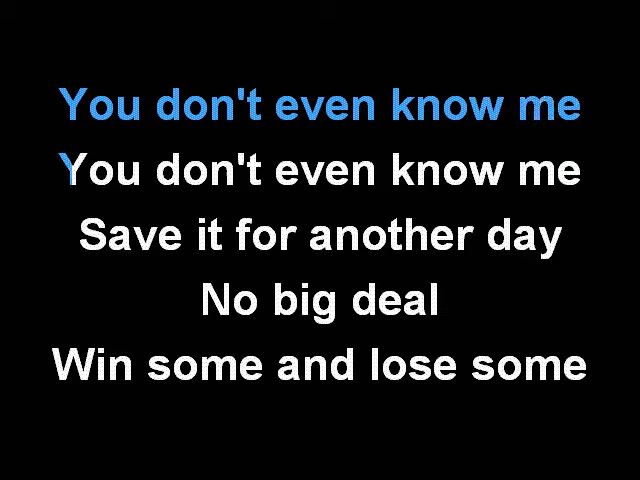 You don't even know me
You don't even know me
Save it for another day
No big deal
Win some and lose some